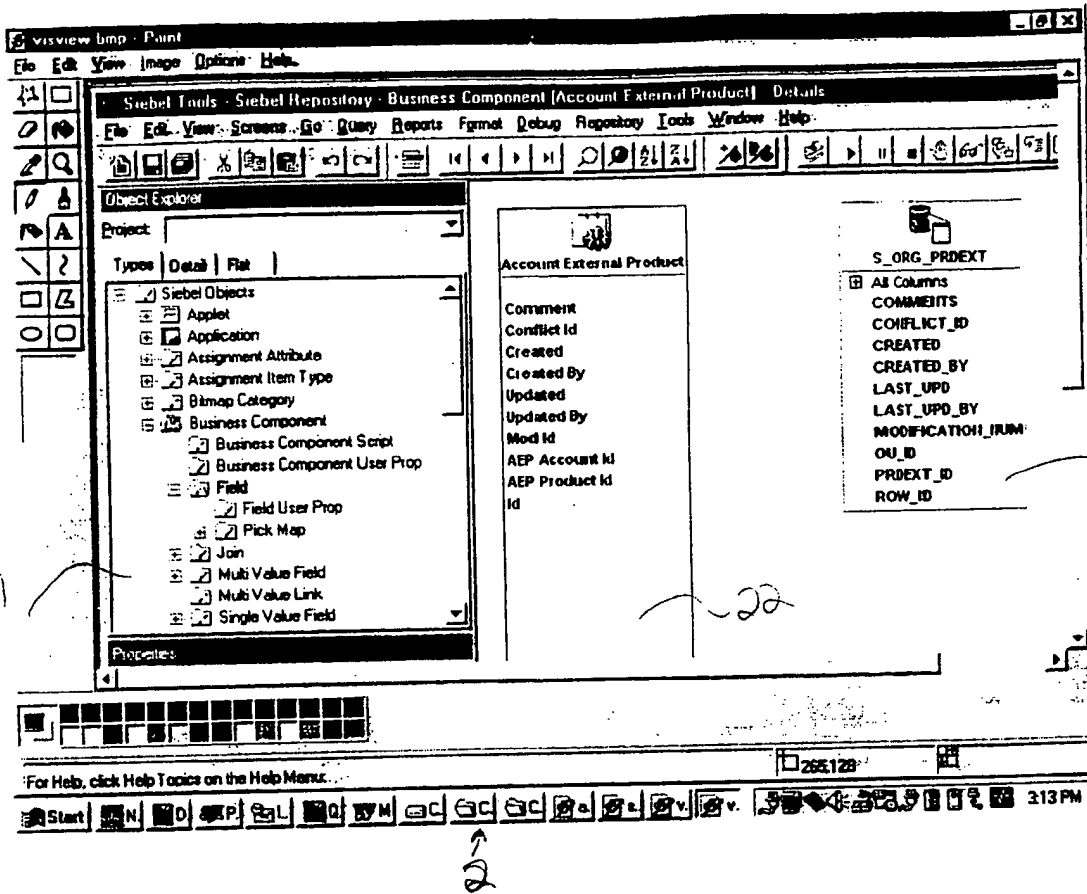 visview.bmp - Paint
File Edit View Image Options Help
Siebel Tools - Siebel Repository - Business Component [Account External Product] Details
File Edit View Screens Go Query Reports Format Debug Repository Tools Window Help
Object Explorer
Project
Types Detail Flat
Siebel Objects
Applet
Application
Assignment Attribute
Assignment Item Type
Bitmap Category
Business Component
Business Component Script
Business Component User Prop
Field
Field User Prop
Pick Map
Join
Multi Value Field
Multi Value Link
Single Value Field
Properties
Account External Product
Comment
Conflict Id
Created
Created By
Updated
Updated By
Mod Id
AEP Account Id
AEP Product Id
Id
22
S_ORG_PRDEXT
All Columns
COMMENTS
CONFLICT_ID
CREATED
CREATED_BY
LAST_UPD
LAST_UPD_BY
MODIFICATION_NUM
OU_ID
PRDEXT_ID
ROW_ID
For Help, click Help Topics on the Help Menu.
265,128
Start N. D P. L Q M C C. C a. s. v. v. 3:13 PM
2